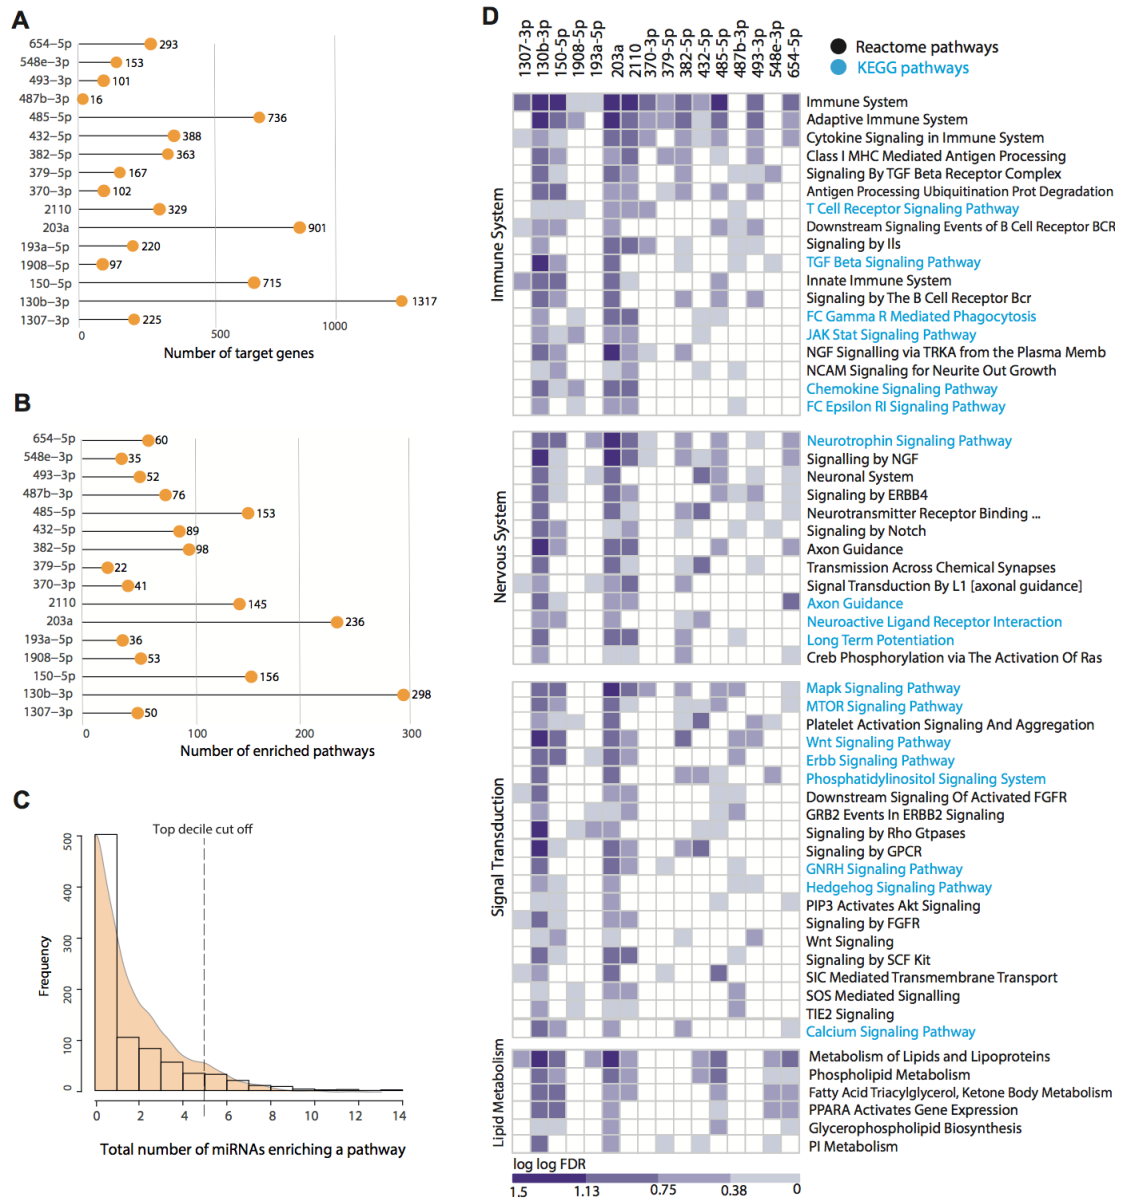 A
654−5p 293
548e−3p 153
493−3p 101
487b−3p 16
485−5p 736
432−5p 388
382−5p 363
379−5p 167
370−3p 102
2110 329
203a 901
193a−5p 220
1908−5p 97
150−5p 715
130b−3p 1317
1307−3p 225
0 500 1000
Number of target genes
B
654−5p 60
548e−3p 35
493−3p 52
487b−3p 76
485−5p 153
432−5p 89
382−5p 98
379−5p 22
370−3p 41
2110 145
203a 236
193a−5p 36
1908−5p 53
150−5p 156
130b−3p 298
1307−3p 50
0 100 200 300
Number of enriched pathways
C
Top decile cut off
Frequency
500
400
300
200
100
0
0 2 4 6 8 10 12 14
Total number of miRNAs enriching a pathway
D
1307-3p
130b-3p
150-5p
1908-5p
193a-5p
203a
2110
370-3p
379-5p
382-5p
432-5p
485-5p
487b-3p
493-3p
548e-3p
654-5p
Reactome pathways
KEGG pathways
Immune System
Immune System
Adaptive Immune System
Cytokine Signaling in Immune System
Class I MHC Mediated Antigen Processing
Signaling By TGF Beta Receptor Complex
Antigen Processing Ubiquitination Prot Degradation
T Cell Receptor Signaling Pathway
Downstream Signaling Events of B Cell Receptor BCR
Signaling by Ils
TGF Beta Signaling Pathway
Innate Immune System
Signaling by The B Cell Receptor Bcr
FC Gamma R Mediated Phagocytosis
JAK Stat Signaling Pathway
NGF Signalling via TRKA from the Plasma Memb
NCAM Signaling for Neurite Out Growth
Chemokine Signaling Pathway
FC Epsilon RI Signaling Pathway
Nervous System
Neurotrophin Signaling Pathway
Signalling by NGF
Neuronal System
Signaling by ERBB4
Neurotransmitter Receptor Binding ...
Signaling by Notch
Axon Guidance
Transmission Across Chemical Synapses
Signal Transduction By L1 [axonal guidance]
Axon Guidance
Neuroactive Ligand Receptor Interaction
Long Term Potentiation
Creb Phosphorylation via The Activation Of Ras
Signal Transduction
Mapk Signaling Pathway
MTOR Signaling Pathway
Platelet Activation Signaling And Aggregation
Wnt Signaling Pathway
Erbb Signaling Pathway
Phosphatidylinositol Signaling System
Downstream Signaling Of Activated FGFR
GRB2 Events In ERBB2 Signaling
Signaling by Rho Gtpases
Signaling by GPCR
GNRH Signaling Pathway
Hedgehog Signaling Pathway
PIP3 Activates Akt Signaling
Signaling by FGFR
Wnt Signaling
Signaling by SCF Kit
SlC Mediated Transmembrane Transport
SOS Mediated Signalling
TIE2 Signaling
Calcium Signaling Pathway
Lipid Metabolism
Metabolism of Lipids and Lipoproteins
Phospholipid Metabolism
Fatty Acid Triacylglycerol, Ketone Body Metabolism
PPARA Activates Gene Expression
Glycerophospholipid Biosynthesis
PI Metabolism
log log FDR
1.5 1.13 0.75 0.38 0